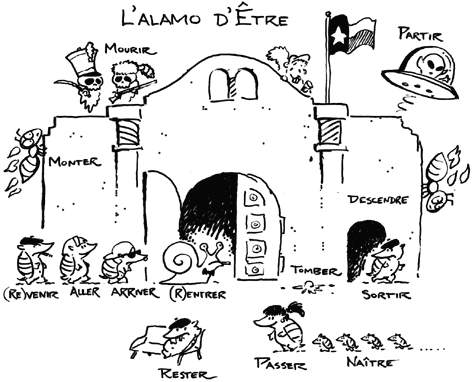 L'ALAMO D'ÊTRE
MOURIR
PARTIR
MONTER
DESCENDRE
(RE)VENIR ALLER ARRIVER (R)ENTRER TOMBER SORTIR
RESTER PASSER NAÎTRE